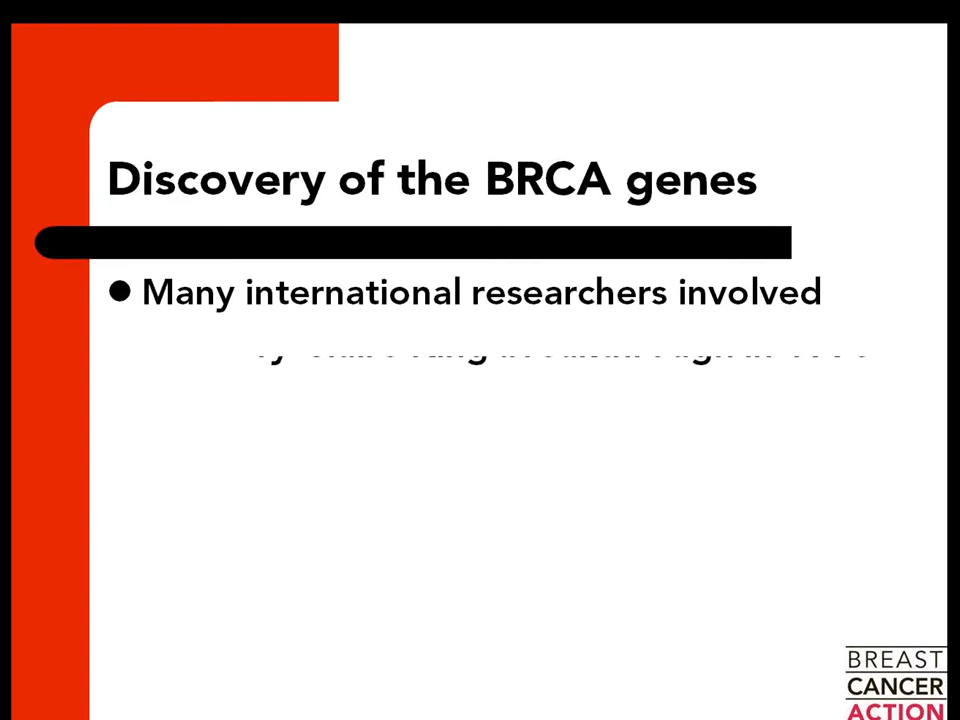 Discovery of the BRCA genes
Many international researchers involved
BREAST
CANCER
ACTION